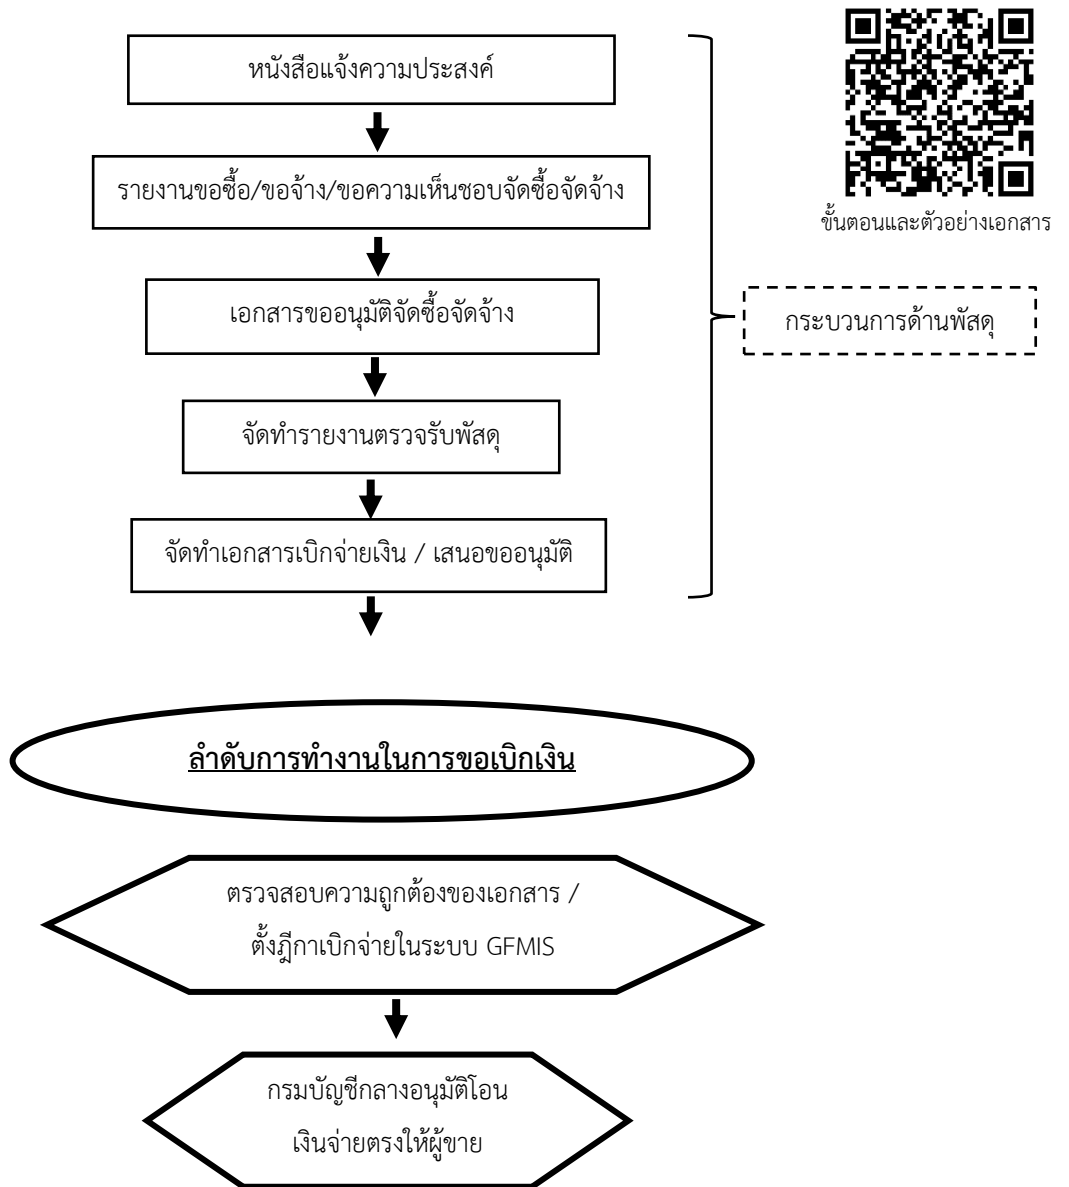 หนังสือแจ้งความประสงค์
รายงานขอซื้อ/ขอจ้าง/ขอความเห็นชอบจัดซื้อจัดจ้าง
ขั้นตอนและตัวอย่างเอกสาร
เอกสารขออนุมัติจัดซื้อจัดจ้าง
กระบวนการด้านพัสดุ
จัดทำรายงานตรวจรับพัสดุ
จัดทำเอกสารเบิกจ่ายเงิน / เสนอขออนุมัติ
ลำดับการทำงานในการขอเบิกเงิน
ตรวจสอบความถูกต้องของเอกสาร /
ตั้งฎีกาเบิกจ่ายในระบบ GFMIS
กรมบัญชีกลางอนุมัติโอน
เงินจ่ายตรงให้ผู้ขาย